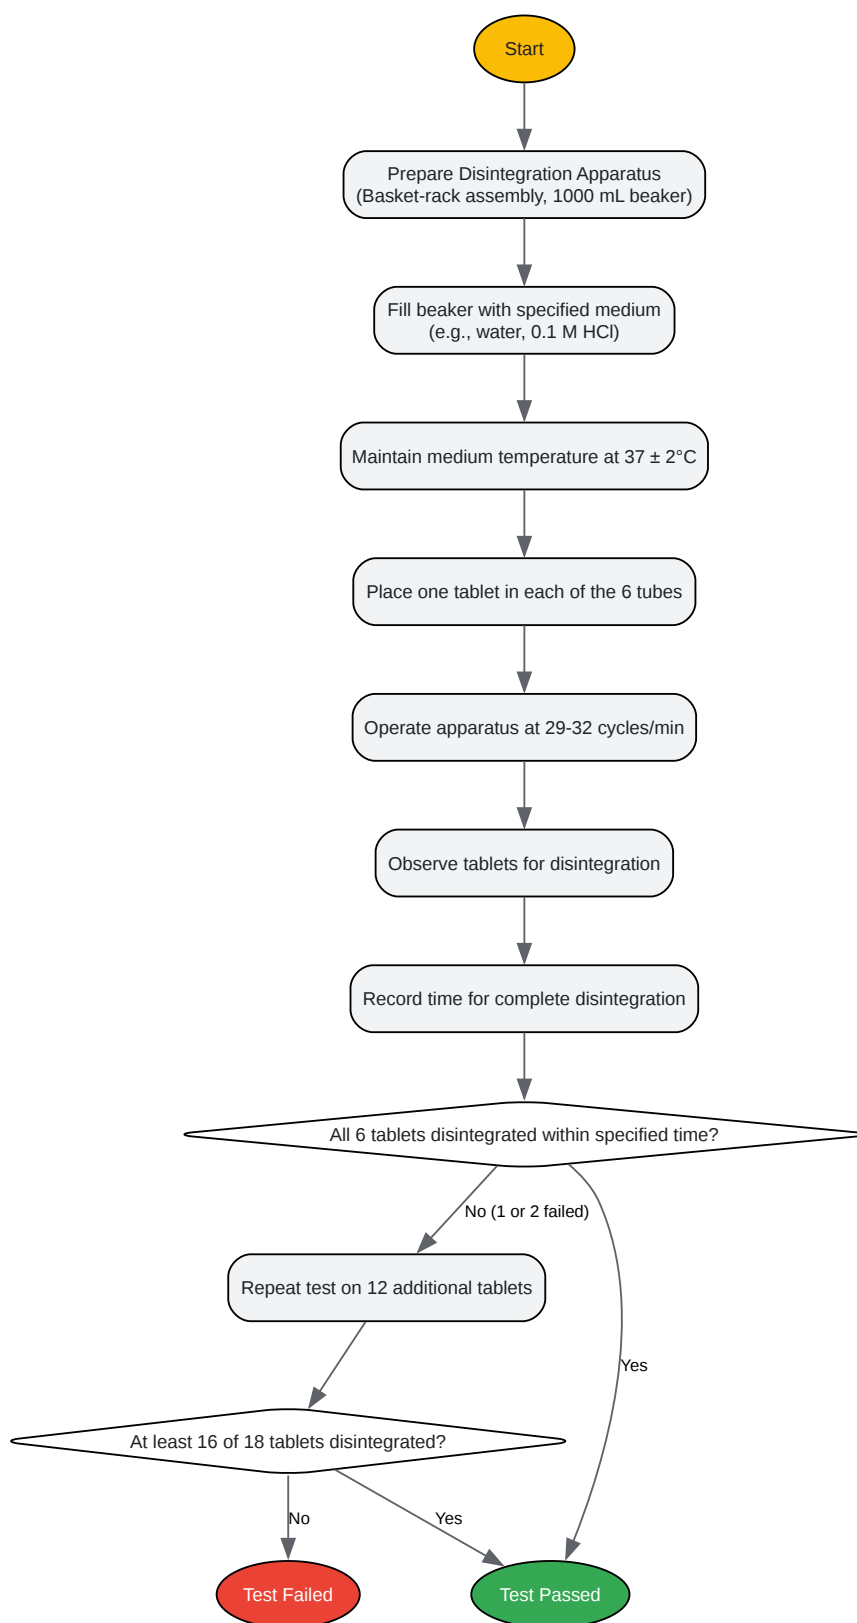 Start
Prepare Disintegration Apparatus
(Basket-rack assembly, 1000 mL beaker)
Fill beaker with specified medium
(e.g., water, 0.1 M HCl)
Maintain medium temperature at 37 ± 2°C
Place one tablet in each of the 6 tubes
Operate apparatus at 29-32 cycles/min
Observe tablets for disintegration
Record time for complete disintegration
All 6 tablets disintegrated within specified time?
No (1 or 2 failed)
Repeat test on 12 additional tablets
Yes
At least 16 of 18 tablets disintegrated?
No
Yes
Test Failed
Test Passed